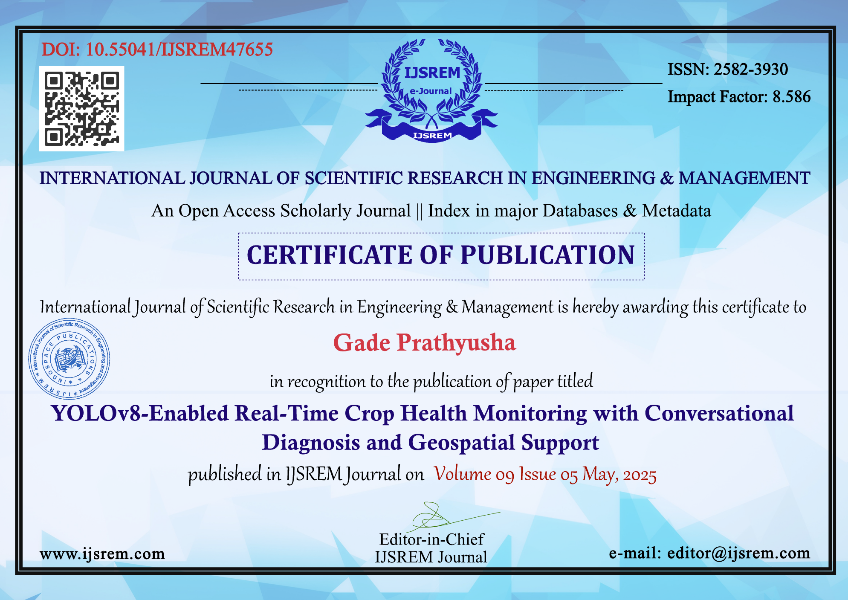 DOI: 10.55041/IJSREM47655
IJSREM
e-Journal
IJSREM
ISSN: 2582-3930
Impact Factor: 8.586
INTERNATIONAL JOURNAL OF SCIENTIFIC RESEARCH IN ENGINEERING & MANAGEMENT
An Open Access Scholarly Journal || Index in major Databases & Metadata
CERTIFICATE OF PUBLICATION
International Journal of Scientific Research in Engineering & Management is hereby awarding this certificate to
Gade Prathyusha
in recognition to the publication of paper titled
YOLOv8-Enabled Real-Time Crop Health Monitoring with Conversational
Diagnosis and Geospatial Support
published in IJSREM Journal on Volume 09 Issue 05 May, 2025
Editor-in-Chief
IJSREM Journal
www.ijsrem.com
e-mail: editor@ijsrem.com